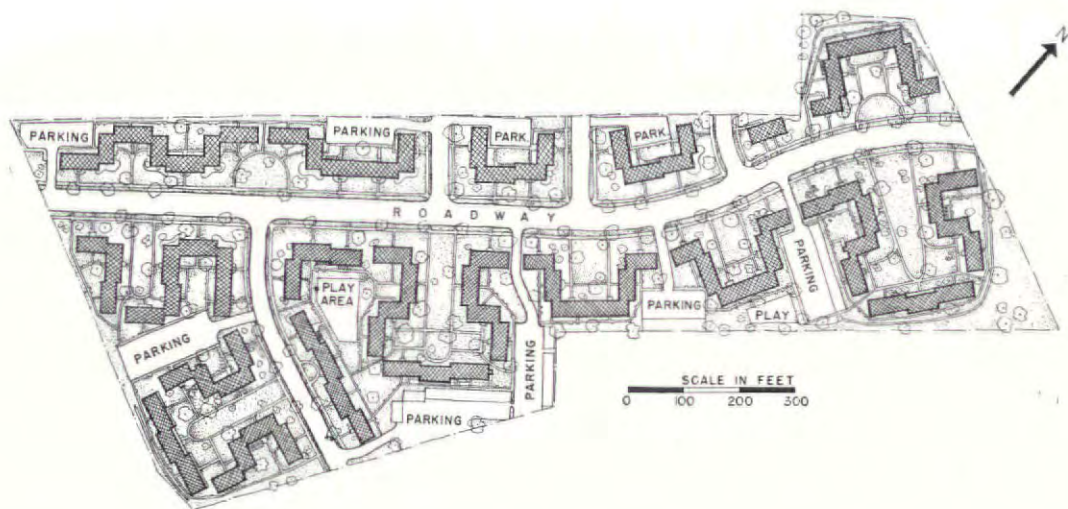 N
PARKING
PARKING
PARK.
PARK
ROADWAY
PLAY
AREA
PARKING
PARKING
PARKING
PLAY
PARKING
PARKING
SCALE IN FEET
0 100 200 300